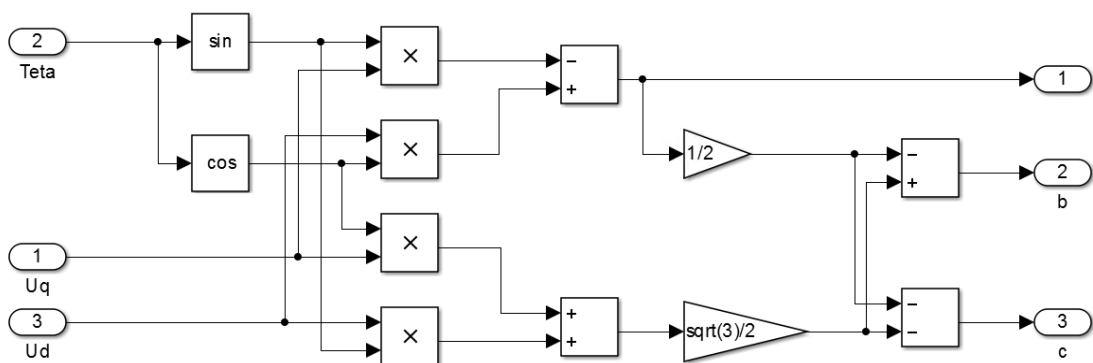 2
Teta
sin
×
−
+
1
cos
×
1/2
−
+
2
b
1
Uq
×
3
Ud
×
+
+
sqrt(3)/2
−
−
3
c